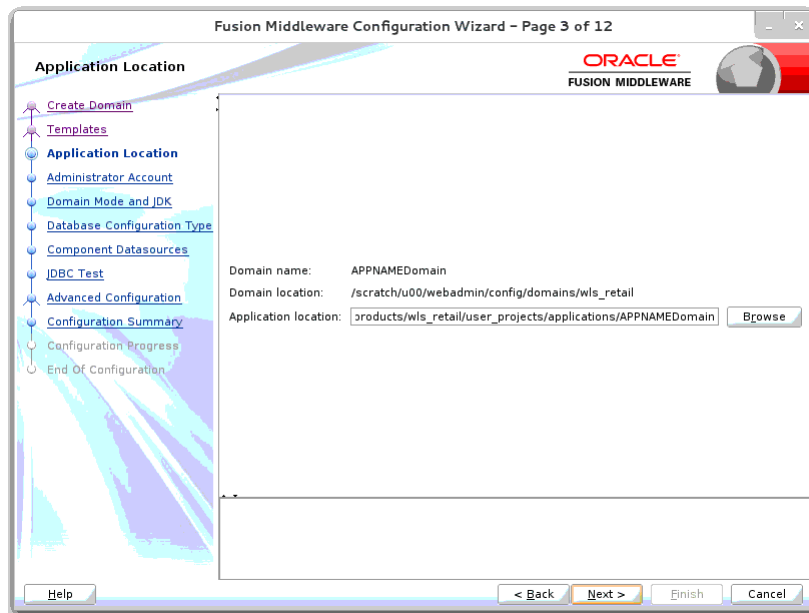 Fusion Middleware Configuration Wizard - Page 3 of 12
Application Location
ORACLE
FUSION MIDDLEWARE
Create Domain
Templates
Application Location
Administrator Account
Domain Mode and JDK
Database Configuration Type
Component Datasources
JDBC Test
Advanced Configuration
Configuration Summary
Configuration Progress
End Of Configuration
Domain name: APPNAMEDomain
Domain location: /scratch/u00/webadmin/config/domains/wls_retail
Application location: products/wls_retail/user_projects/applications/APPNAMEDomain Browse
Help < Back Next > Finish Cancel